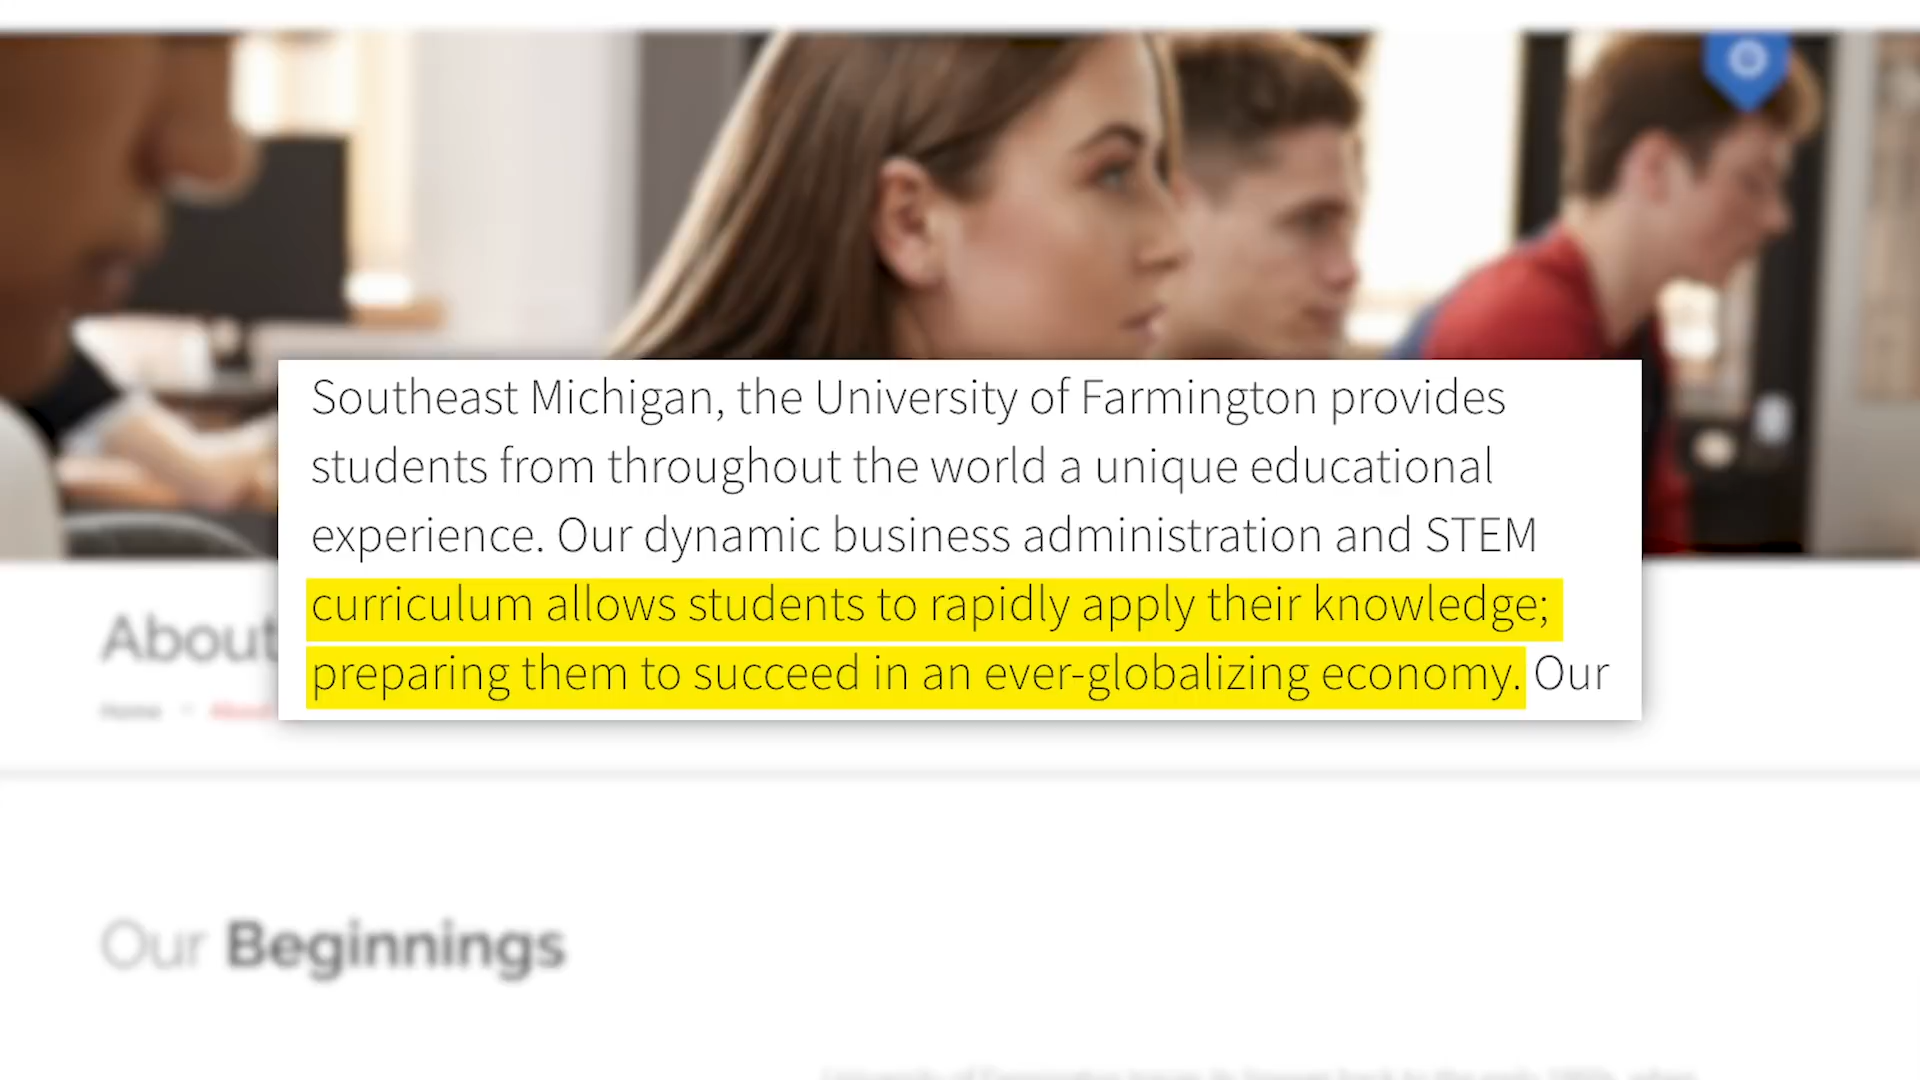 Southeast Michigan, the University of Farmington provides
students from throughout the world a unique educational
experience. Our dynamic business administration and STEM
curriculum allows students to rapidly apply their knowledge;
preparing them to succeed in an ever-globalizing economy. Our
About
Home About
Our Beginnings